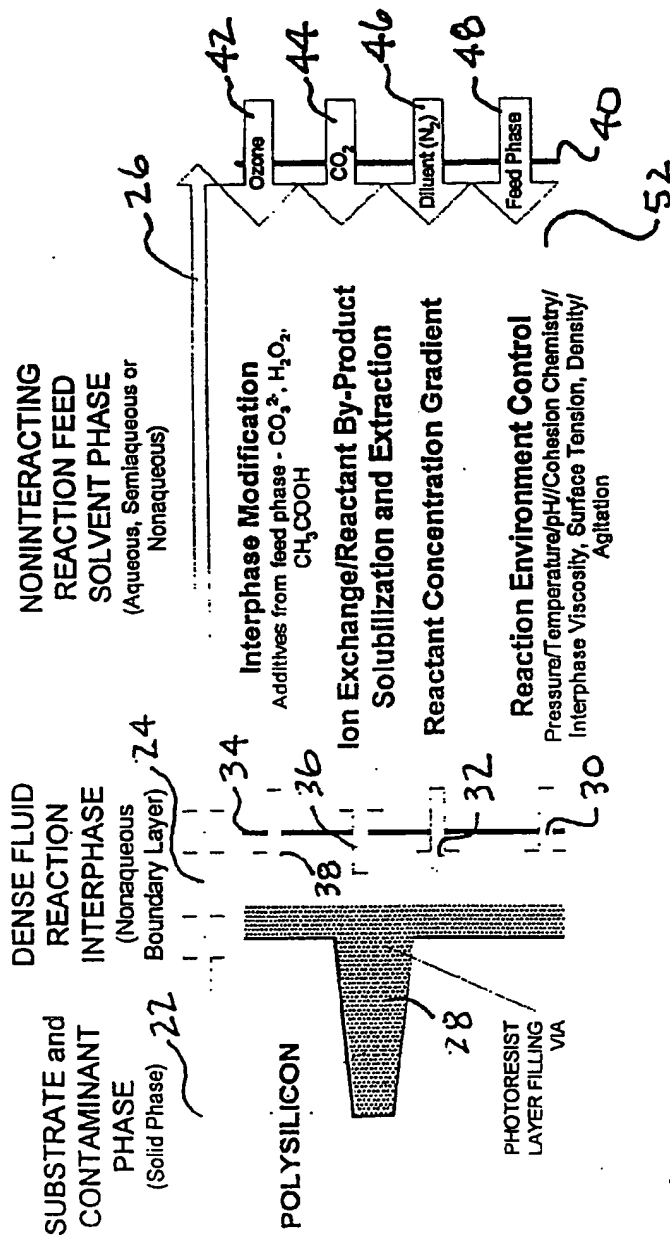 SUBSTRATE and
CONTAMINANT
PHASE
(Solid Phase)
22
DENSE FLUID
REACTION
INTERPHASE
(Nonaqueous
Boundary Layer)
24
NONINTERACTING
REACTION FEED
SOLVENT PHASE
(Aqueous, Semiaqueous or
Nonaqueous)
26
POLYSILICON
28
PHOTORESIST
LAYER FILLING
VIA
34
38
36
32
30
Interphase Modification
Additives from feed phase - CO₃²⁻, H₂O₂,
CH₃COOH
Ion Exchange/Reactant By-Product
Solubilization and Extraction
Reactant Concentration Gradient
Reaction Environment Control
Pressure/Temperature/pH//Cohesion Chemistry/
Interphase Viscosity, Surface Tension, Density/
Agitation
Ozone
42
CO₂
44
Diluent (N₂)
46
Feed Phase
48
40
52